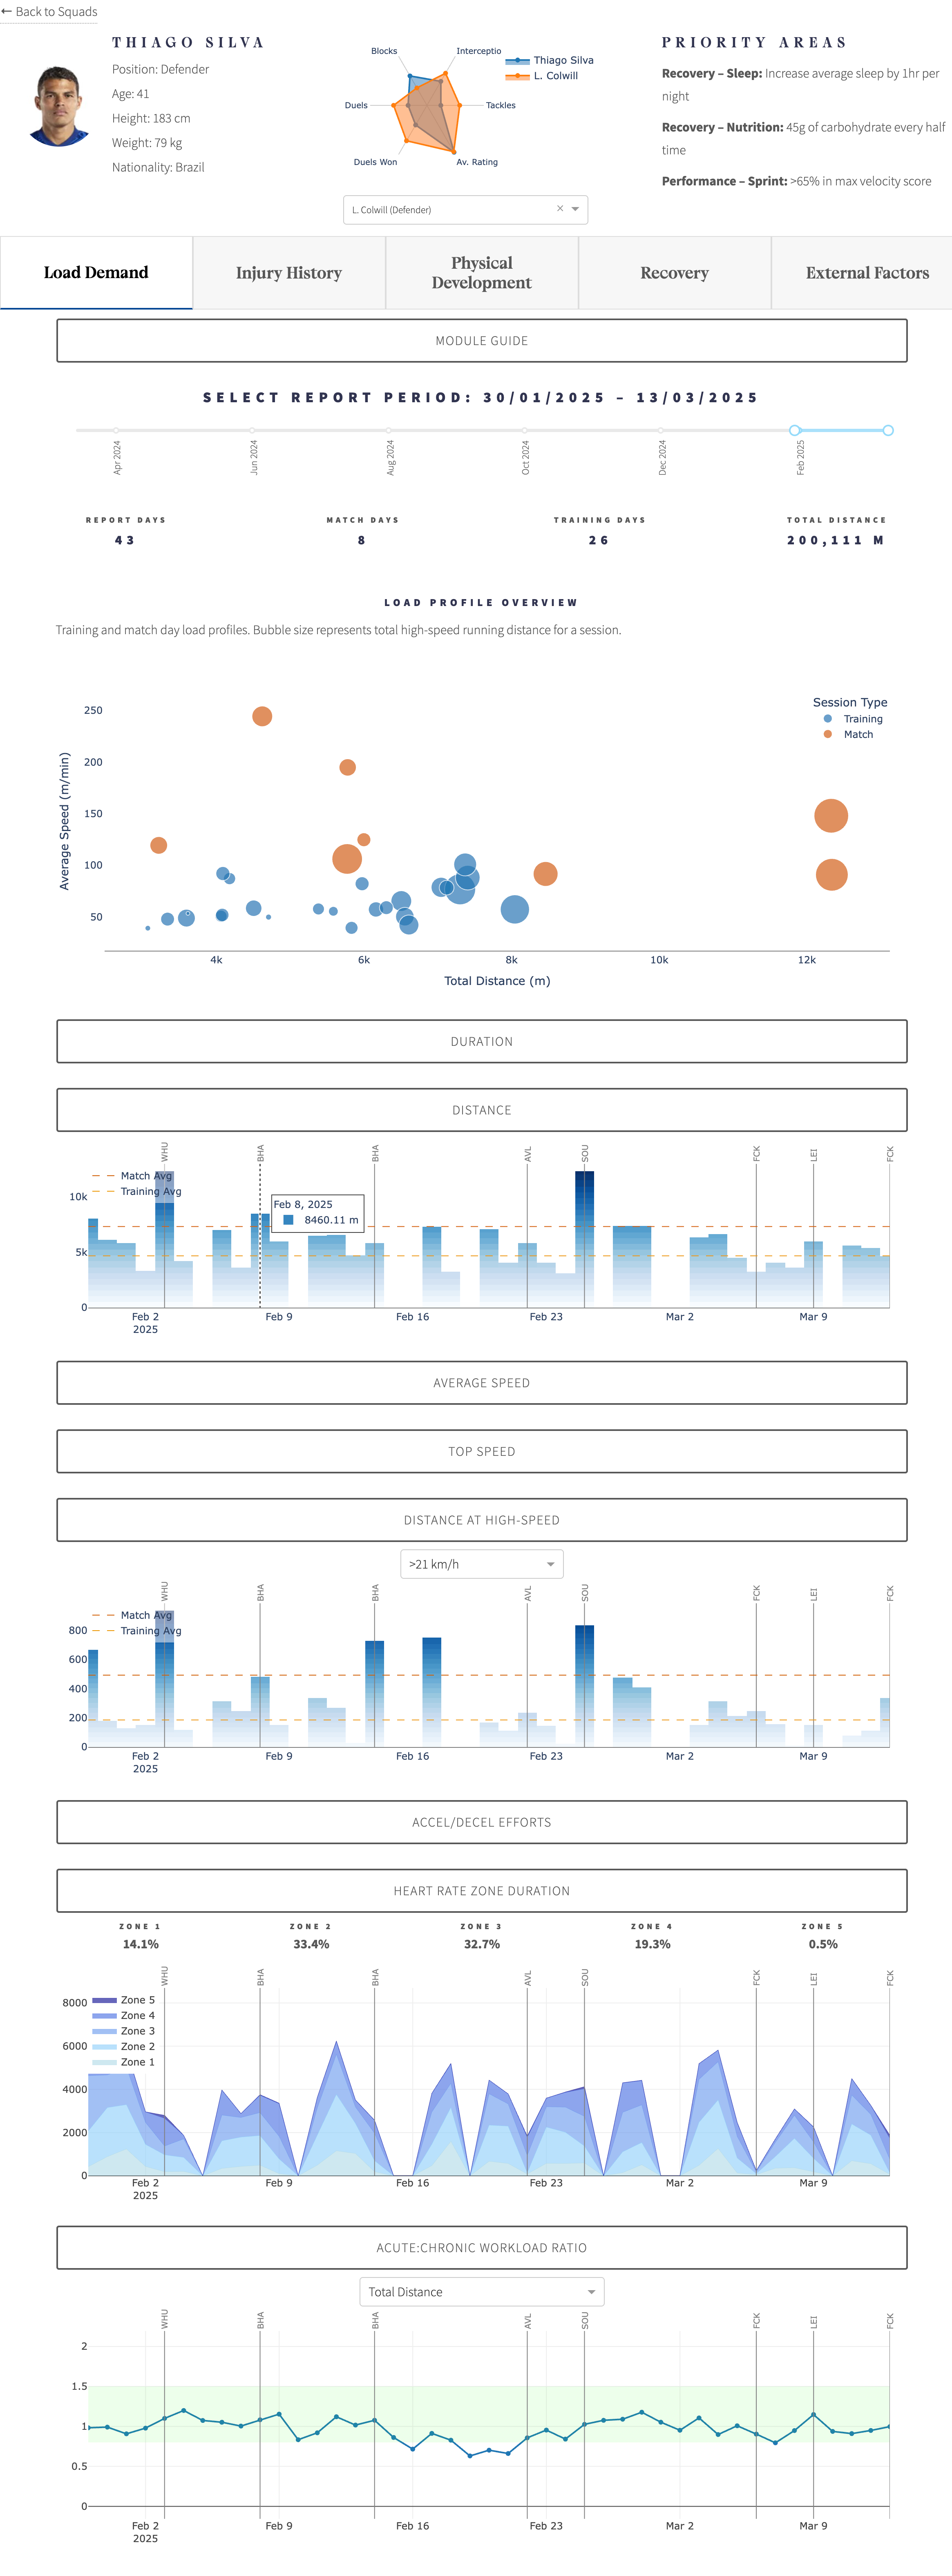 ← Back to Squads
THIAGO SILVA
Position: Defender
Age: 41
Height: 183 cm
Weight: 79 kg
Nationality: Brazil
Blocks
Interceptio
Duels
Tackles
Duels Won
Av. Rating
Thiago Silva
L. Colwill
L. Colwill (Defender)
×
PRIORITY AREAS
Recovery – Sleep: Increase average sleep by 1hr per
night
Recovery – Nutrition: 45g of carbohydrate every half
time
Performance – Sprint: >65% in max velocity score
Load Demand
Injury History
Physical
Development
Recovery
External Factors
MODULE GUIDE
SELECT REPORT PERIOD: 30/01/2025 – 13/03/2025
Apr 2024
Jun 2024
Aug 2024
Oct 2024
Dec 2024
Feb 2025
REPORT DAYS
43
MATCH DAYS
8
TRAINING DAYS
26
TOTAL DISTANCE
200,111 M
LOAD PROFILE OVERVIEW
Training and match day load profiles. Bubble size represents total high-speed running distance for a session.
Session Type
Training
Match
Average Speed (m/min)
250
200
150
100
50
4k
6k
8k
10k
12k
Total Distance (m)
DURATION
DISTANCE
WHU
BHA
BHA
AVL
SOU
FCK
LEI
FCK
Match Avg
Training Avg
Feb 8, 2025
8460.11 m
10k
5k
0
Feb 2
2025
Feb 9
Feb 16
Feb 23
Mar 2
Mar 9
AVERAGE SPEED
TOP SPEED
DISTANCE AT HIGH-SPEED
>21 km/h
WHU
BHA
BHA
AVL
SOU
FCK
LEI
FCK
Match Avg
Training Avg
800
600
400
200
0
Feb 2
2025
Feb 9
Feb 16
Feb 23
Mar 2
Mar 9
ACCEL/DECEL EFFORTS
HEART RATE ZONE DURATION
ZONE 1
14.1%
ZONE 2
33.4%
ZONE 3
32.7%
ZONE 4
19.3%
ZONE 5
0.5%
WHU
BHA
BHA
AVL
SOU
FCK
LEI
FCK
Zone 5
Zone 4
Zone 3
Zone 2
Zone 1
8000
6000
4000
2000
0
Feb 2
2025
Feb 9
Feb 16
Feb 23
Mar 2
Mar 9
ACUTE:CHRONIC WORKLOAD RATIO
Total Distance
WHU
BHA
BHA
AVL
SOU
FCK
LEI
FCK
2
1.5
1
0.5
0
Feb 2
2025
Feb 9
Feb 16
Feb 23
Mar 2
Mar 9